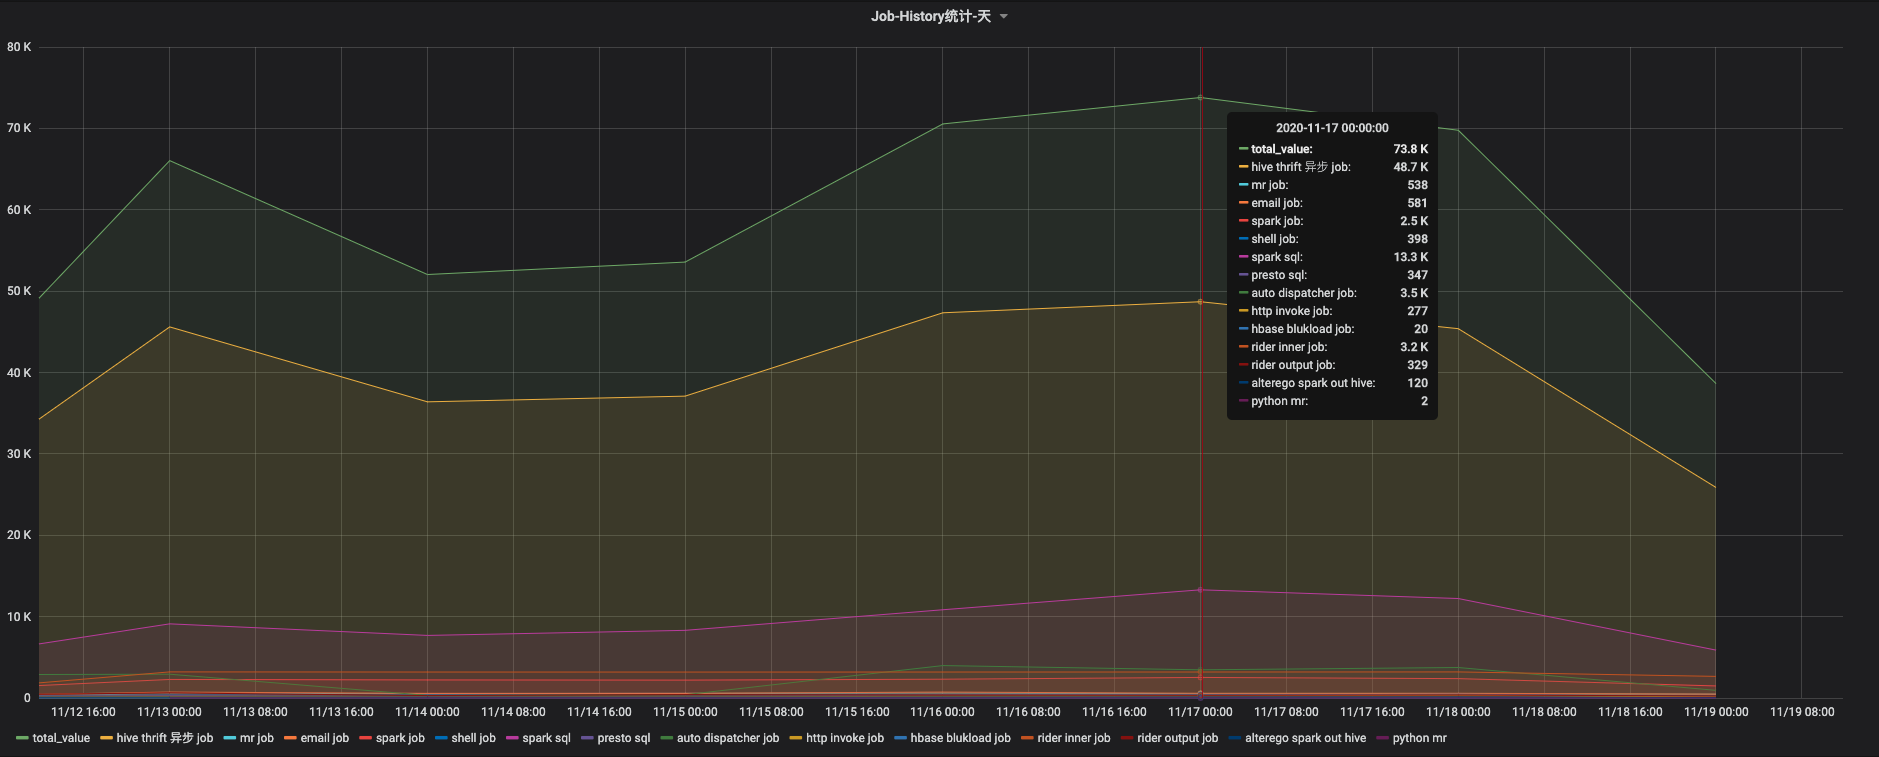 Job-History统计-天
80 K
70 K
60 K
50 K
40 K
30 K
20 K
10 K
0
2020-11-17 00:00:00
total_value: 73.8 K
hive thrift 异步 job: 48.7 K
mr job: 538
email job: 581
spark job: 2.5 K
shell job: 398
spark sql: 13.3 K
presto sql: 347
auto dispatcher job: 3.5 K
http invoke job: 277
hbase blukload job: 20
rider inner job: 3.2 K
rider output job: 329
alterego spark out hive: 120
python mr: 2
11/12 16:00 11/13 00:00 11/13 08:00 11/13 16:00 11/14 00:00 11/14 08:00 11/14 16:00 11/15 00:00 11/15 08:00 11/15 16:00 11/16 00:00 11/16 08:00 11/16 16:00 11/17 00:00 11/17 08:00 11/17 16:00 11/18 00:00 11/18 08:00 11/18 16:00 11/19 00:00 11/19 08:00
total_value hive thrift 异步 job mr job email job spark job shell job spark sql presto sql auto dispatcher job http invoke job hbase blukload job rider inner job rider output job alterego spark out hive python mr